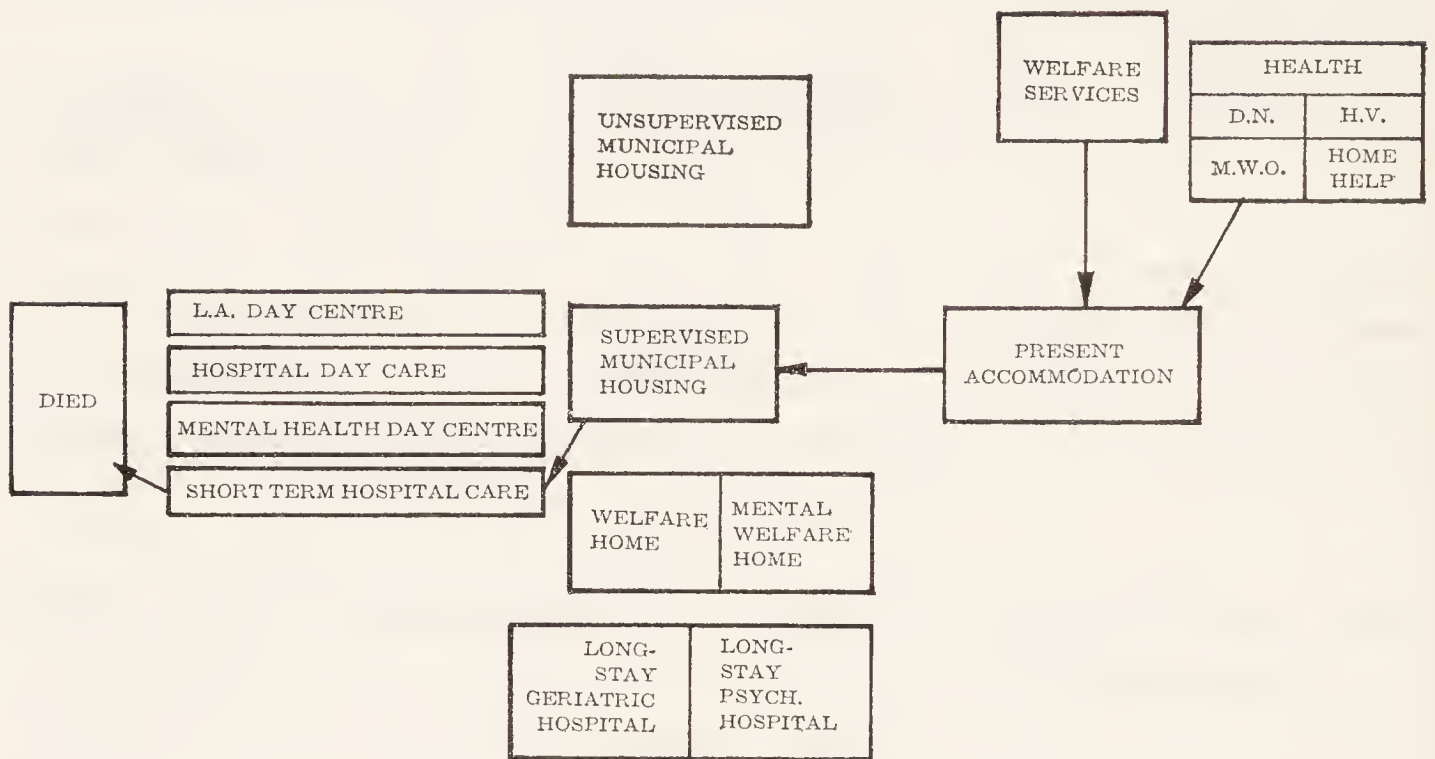 WELFARE
SERVICES
HEALTH
D.N.
H.V.
M.W.O.
HOME
HELP
UNSUPERVISED
MUNICIPAL
HOUSING
DIED
L.A. DAY CENTRE
HOSPITAL DAY CARE
MENTAL HEALTH DAY CENTRE
SHORT TERM HOSPITAL CARE
SUPERVISED
MUNICIPAL
HOUSING
PRESENT
ACCOMMODATION
WELFARE
HOME
MENTAL
WELFARE
HOME
LONG-
STAY
GERIATRIC
HOSPITAL
LONG-
STAY
PSYCH.
HOSPITAL